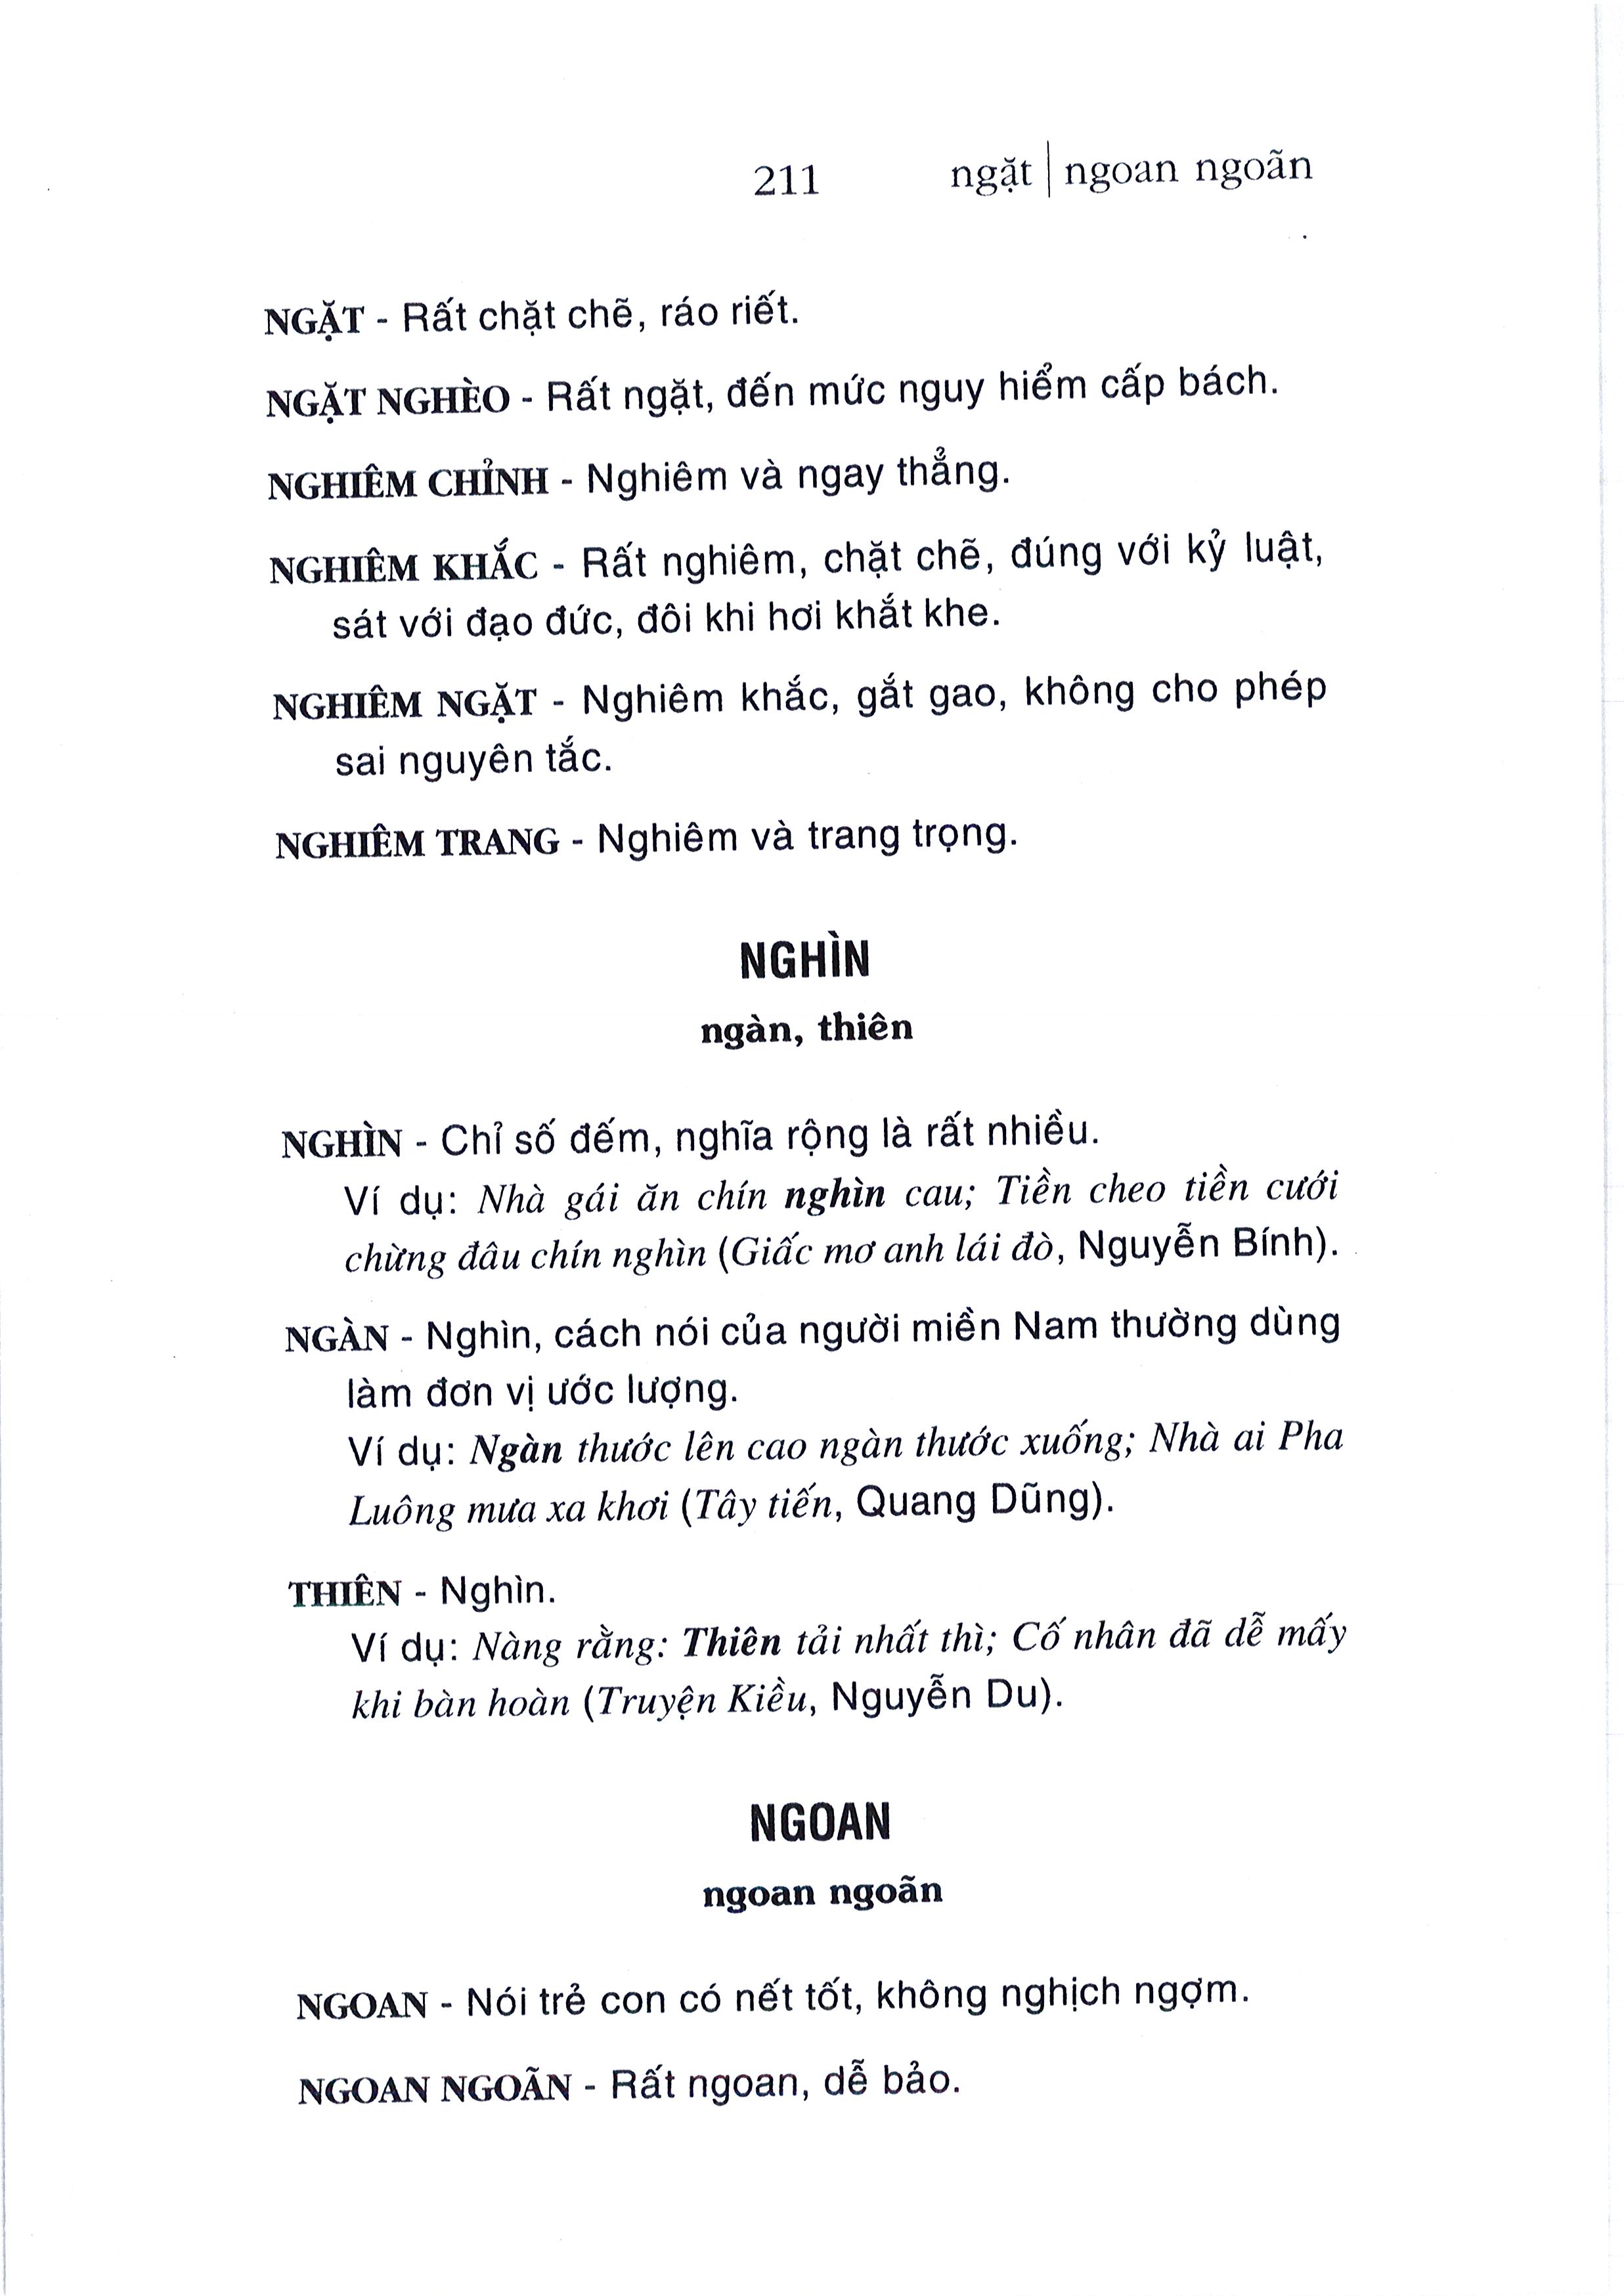 211 ngặt | ngoan ngoãn
NGẶT - Rất chặt chẽ, ráo riết.
NGẶT NGHÈO - Rất ngặt, đến mức nguy hiểm cấp bách.
NGHIÊM CHỈNH - Nghiêm và ngay thẳng.
NGHIÊM KHẮC - Rất nghiêm, chặt chẽ, đúng với kỷ luật,
sát với đạo đức, đôi khi hơi khắt khe.
NGHIÊM NGẶT - Nghiêm khắc, gắt gao, không cho phép
sai nguyên tắc.
NGHIÊM TRANG - Nghiêm và trang trọng.
NGHÌN
ngàn, thiên
NGHÌN - Chỉ số đếm, nghĩa rộng là rất nhiều.
Ví dụ: Nhà gái ăn chín nghìn cau; Tiền cheo tiền cưới
chừng đâu chín nghìn (Giấc mơ anh lái đò, Nguyễn Bính).
NGÀN - Nghìn, cách nói của người miền Nam thường dùng
làm đơn vị ước lượng.
Ví dụ: Ngàn thước lên cao ngàn thước xuống; Nhà ai Pha
Luông mưa xa khơi (Tây tiến, Quang Dũng).
THIÊN - Nghìn.
Ví dụ: Nàng rằng: Thiên tải nhất thì; Cố nhân đã dễ mấy
khi bàn hoàn (Truyện Kiều, Nguyễn Du).
NGOAN
ngoan ngoãn
NGOAN - Nói trẻ con có nết tốt, không nghịch ngợm.
NGOAN NGOÃN - Rất ngoan, dễ bảo.